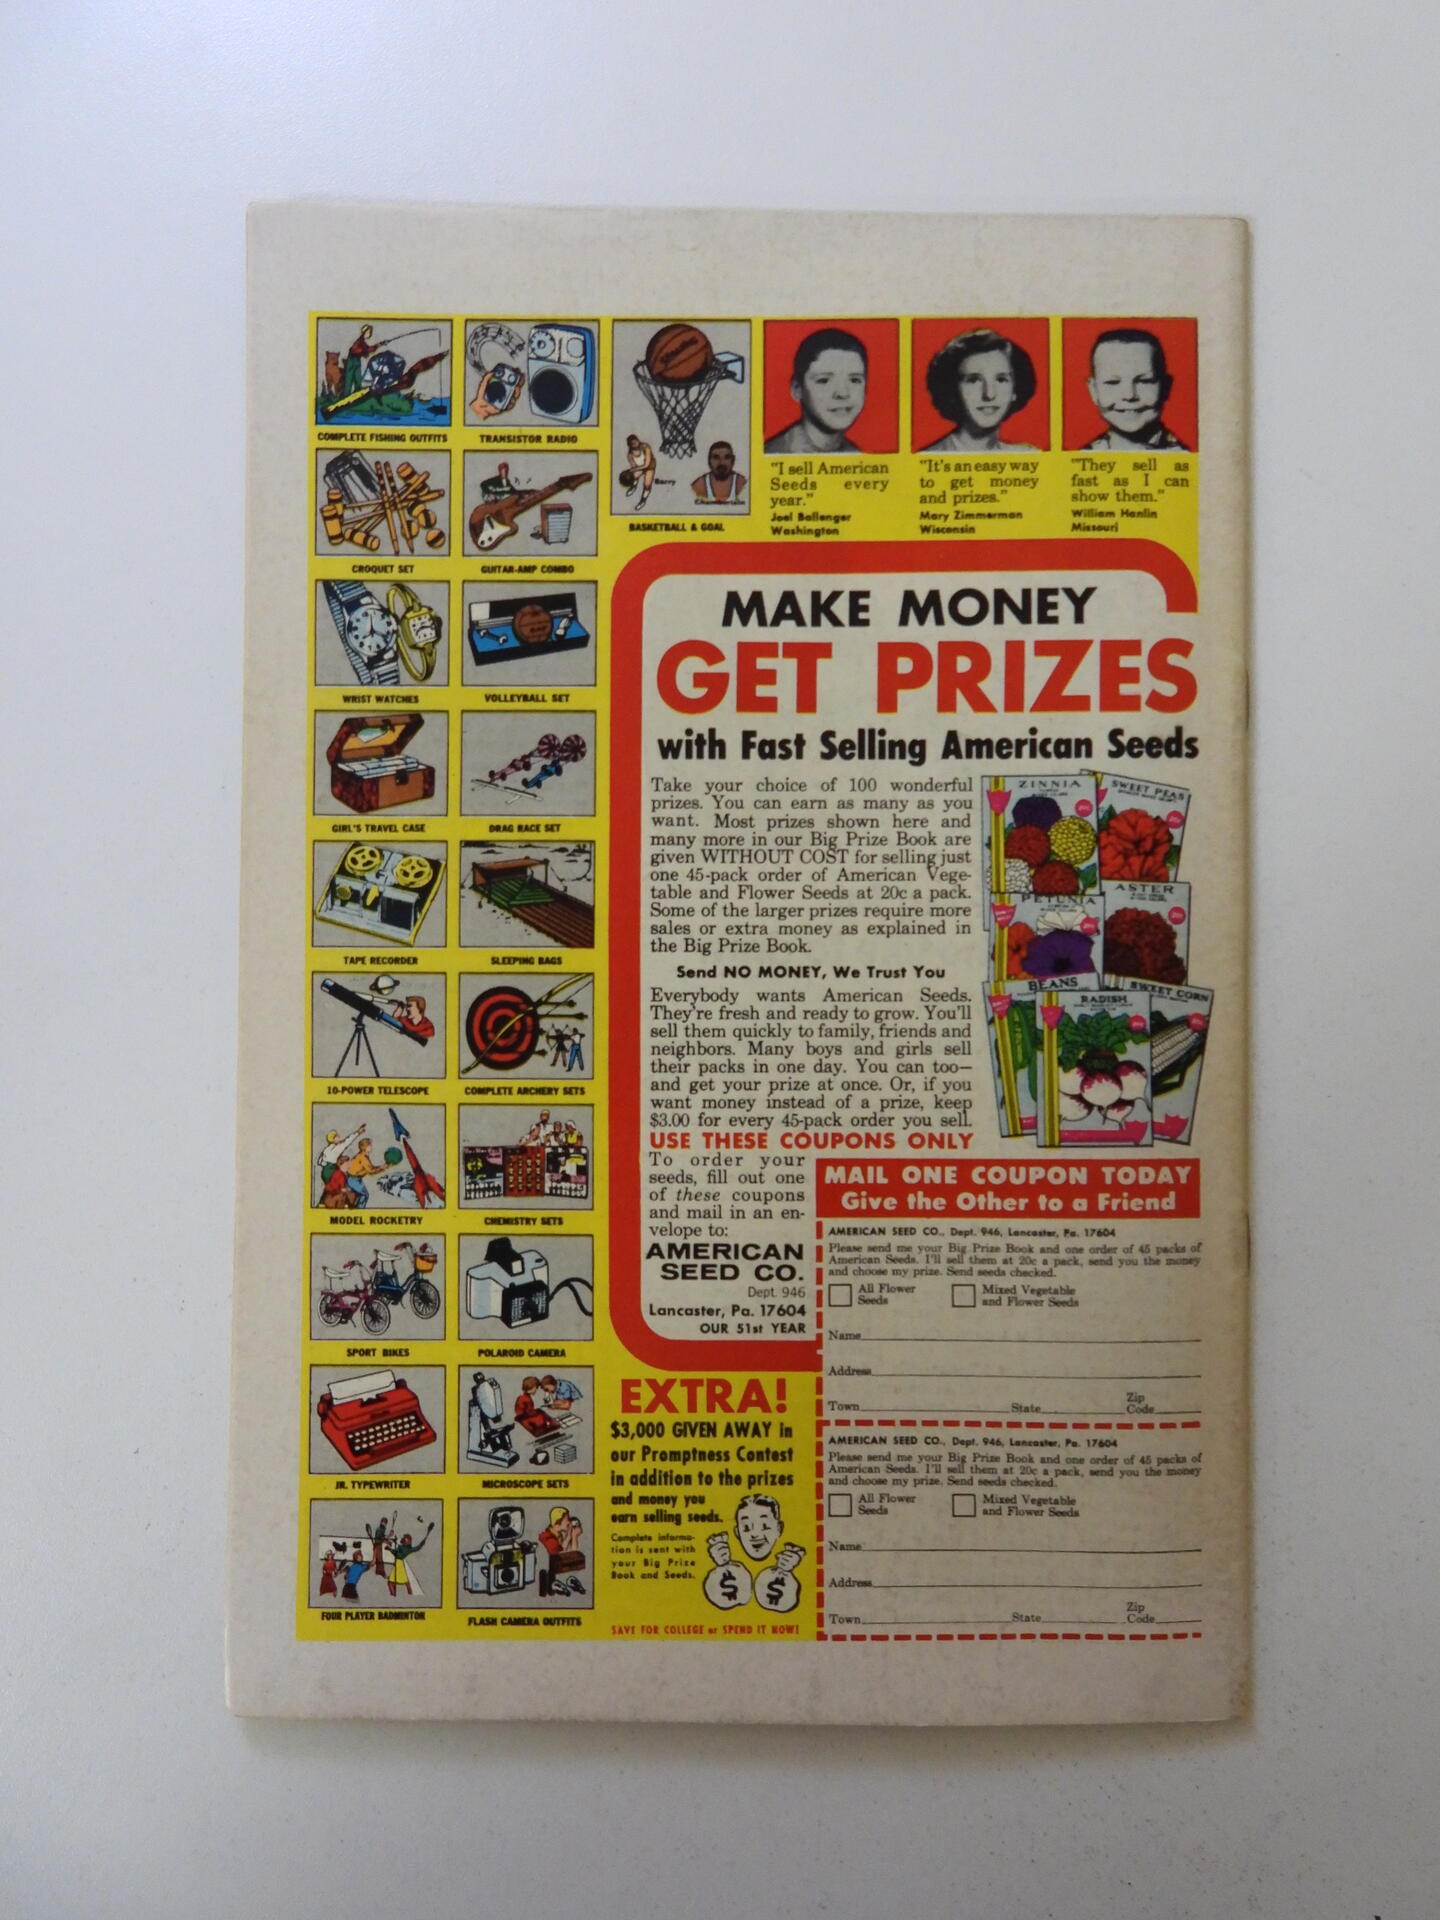 COMPLETE FISHING OUTFITS
TRANSISTOR RADIO
Barry
Chamberlain
BASKETBALL & GOAL
CROQUET SET
GUITAR-AMP COMBO
WRIST WATCHES
VOLLEYBALL SET
GIRL'S TRAVEL CASE
DRAG RACE SET
TAPE RECORDER
SLEEPING BAGS
10-POWER TELESCOPE
COMPLETE ARCHERY SETS
MODEL ROCKETRY
CHEMISTRY SETS
SPORT BIKES
POLAROID CAMERA
JR. TYPEWRITER
MICROSCOPE SETS
FOUR PLAYER BADMINTON
FLASH CAMERA OUTFITS
"I sell American
Seeds every
year."
Joel Ballenger
Washington
"It's an easy way
to get money
and prizes."
Mary Zimmerman
Wisconsin
"They sell as
fast as I can
show them."
William Hanlin
Missouri
MAKE MONEY
GET PRIZES
with Fast Selling American Seeds
Take your choice of 100 wonderful
prizes. You can earn as many as you
want. Most prizes shown here and
many more in our Big Prize Book are
given WITHOUT COST for selling just
one 45-pack order of American Vege-
table and Flower Seeds at 20c a pack.
Some of the larger prizes require more
sales or extra money as explained in
the Big Prize Book.
Send NO MONEY, We Trust You
Everybody wants American Seeds.
They're fresh and ready to grow. You'll
sell them quickly to family, friends and
neighbors. Many boys and girls sell
their packs in one day. You can too—
and get your prize at once. Or, if you
want money instead of a prize, keep
$3.00 for every 45-pack order you sell.
USE THESE COUPONS ONLY
To order your
seeds, fill out one
of these coupons
and mail in an en-
velope to:
AMERICAN
SEED CO.
Dept. 946
Lancaster, Pa. 17604
OUR 51st YEAR
ZINNIA
SWEET PEAS
PETUNIA
ASTER
BEANS
RADISH
SWEET CORN
MAIL ONE COUPON TODAY
Give the Other to a Friend
AMERICAN SEED CO., Dept. 946, Lancaster, Pa. 17604
Please send me your Big Prize Book and one order of 45 packs of
American Seeds. I'll sell them at 20c a pack, send you the money
and choose my prize. Send seeds checked.
All Flower
Seeds
Mixed Vegetable
and Flower Seeds
Name
Address
Town State Zip
Code
AMERICAN SEED CO., Dept. 946, Lancaster, Pa. 17604
Please send me your Big Prize Book and one order of 45 packs of
American Seeds. I'll sell them at 20c a pack, send you the money
and choose my prize. Send seeds checked.
All Flower
Seeds
Mixed Vegetable
and Flower Seeds
Name
Address
Town State Zip
Code
EXTRA!
$3,000 GIVEN AWAY in
our Promptness Contest
in addition to the prizes
and money you
earn selling seeds.
Complete informa-
tion is sent with
your Big Prize
Book and Seeds.
$ $
SAVE FOR COLLEGE or SPEND IT NOW!